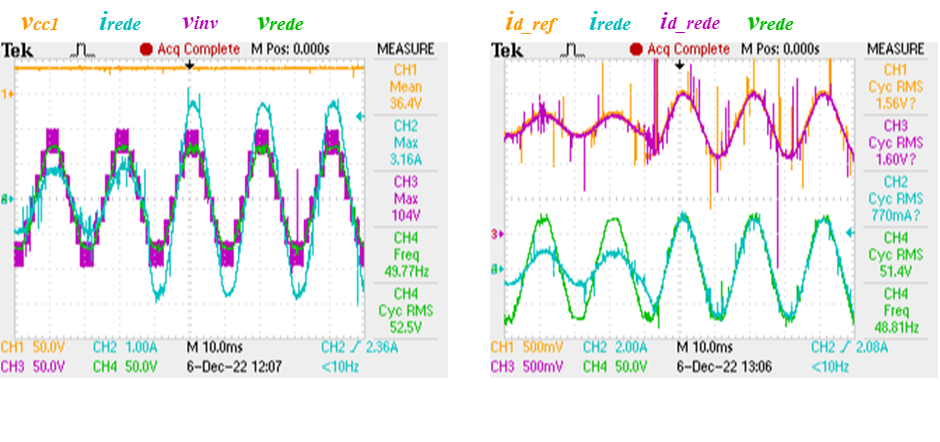 vcc1 irede vinv vrede
Tek Acq Complete M Pos: 0.000s MEASURE
CH1
Mean
36.4V
CH2
Max
3.16A
CH3
Max
104V
CH4
Freq
49.77Hz
CH4
Cyc RMS
52.5V
1
CH1 50.0V CH2 1.00A M 10.0ms CH2 2.36A
CH3 50.0V CH4 50.0V 6-Dec-22 12:07 <10Hz
id_ref irede id_rede vrede
Tek Acq Complete M Pos: 0.000s MEASURE
CH1
Cyc RMS
1.56V?
CH3
Cyc RMS
1.60V?
CH2
Cyc RMS
770mA?
CH4
Cyc RMS
51.4V
CH4
Freq
48.81Hz
3
CH1 500mV CH2 2.00A M 10.0ms CH2 2.08A
CH3 500mV CH4 50.0V 6-Dec-22 13:06 <10Hz